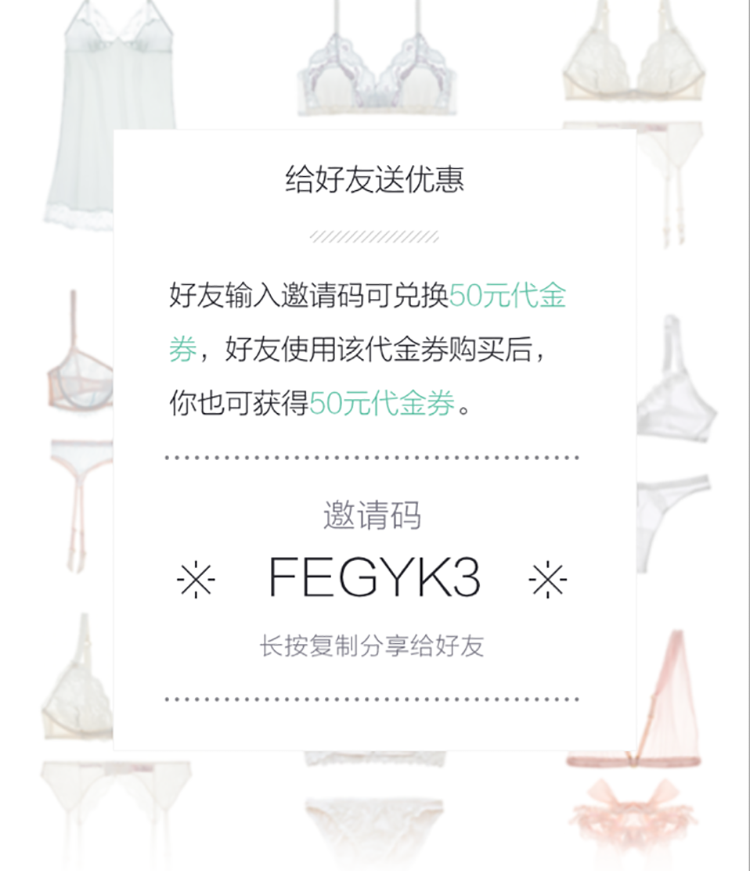 给好友送优惠
好友输入邀请码可兑换50元代金
券，好友使用该代金券购买后，
你也可获得50元代金券。
邀请码
FEGYK3
长按复制分享给好友